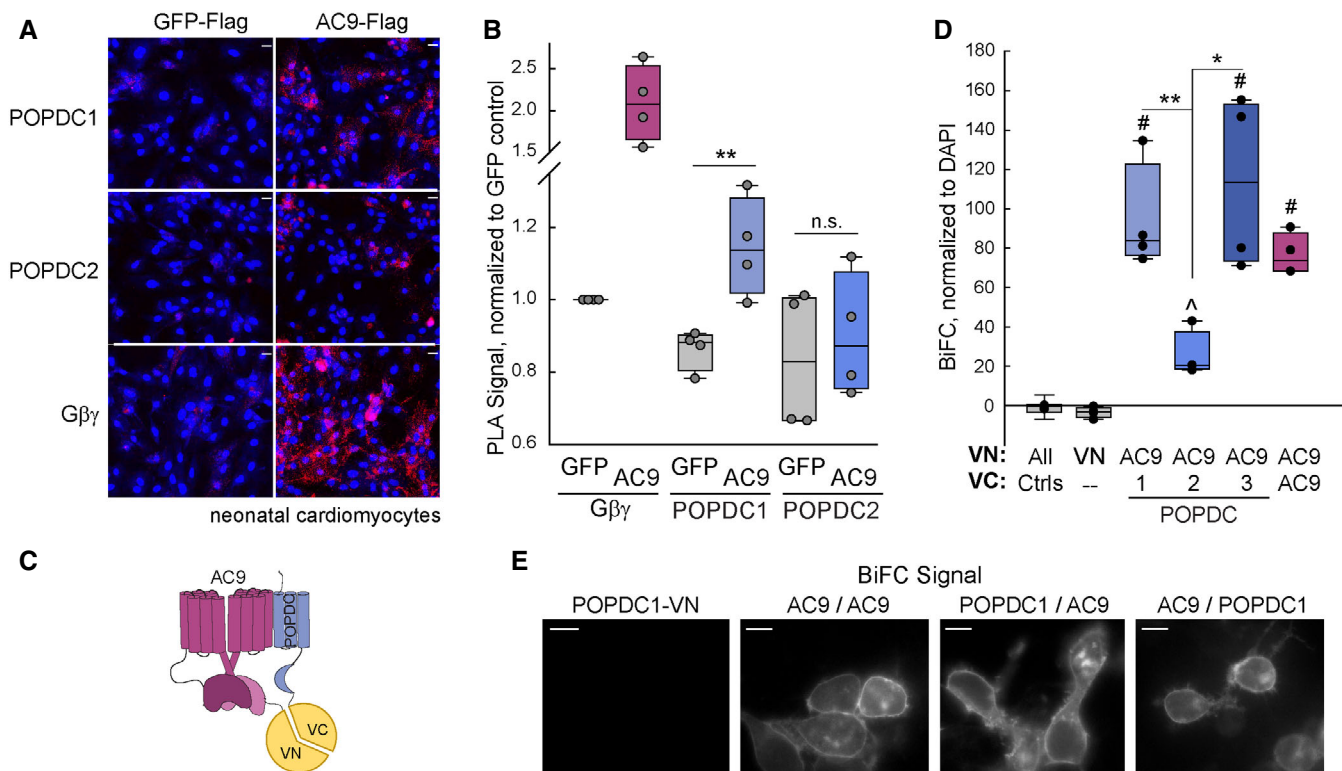 A
GFP-Flag AC9-Flag
POPDC1
POPDC2
Gβγ
neonatal cardiomyocytes
B
PLA Signal, normalized to GFP control
2.5
2.0
1.5
1.2
1.0
0.8
0.6
**
n.s.
GFP AC9 GFP AC9 GFP AC9
Gβγ POPDC1 POPDC2
C
AC9
POPDC
VC
VN
D
BiFC, normalized to DAPI
180
160
140
120
100
80
60
40
20
0
# ** ^ * # #
VN: All VN AC9 AC9 AC9 AC9
VC: Ctrls -- 1 2 3 AC9
POPDC
E
BiFC Signal
POPDC1-VN AC9 / AC9 POPDC1 / AC9 AC9 / POPDC1